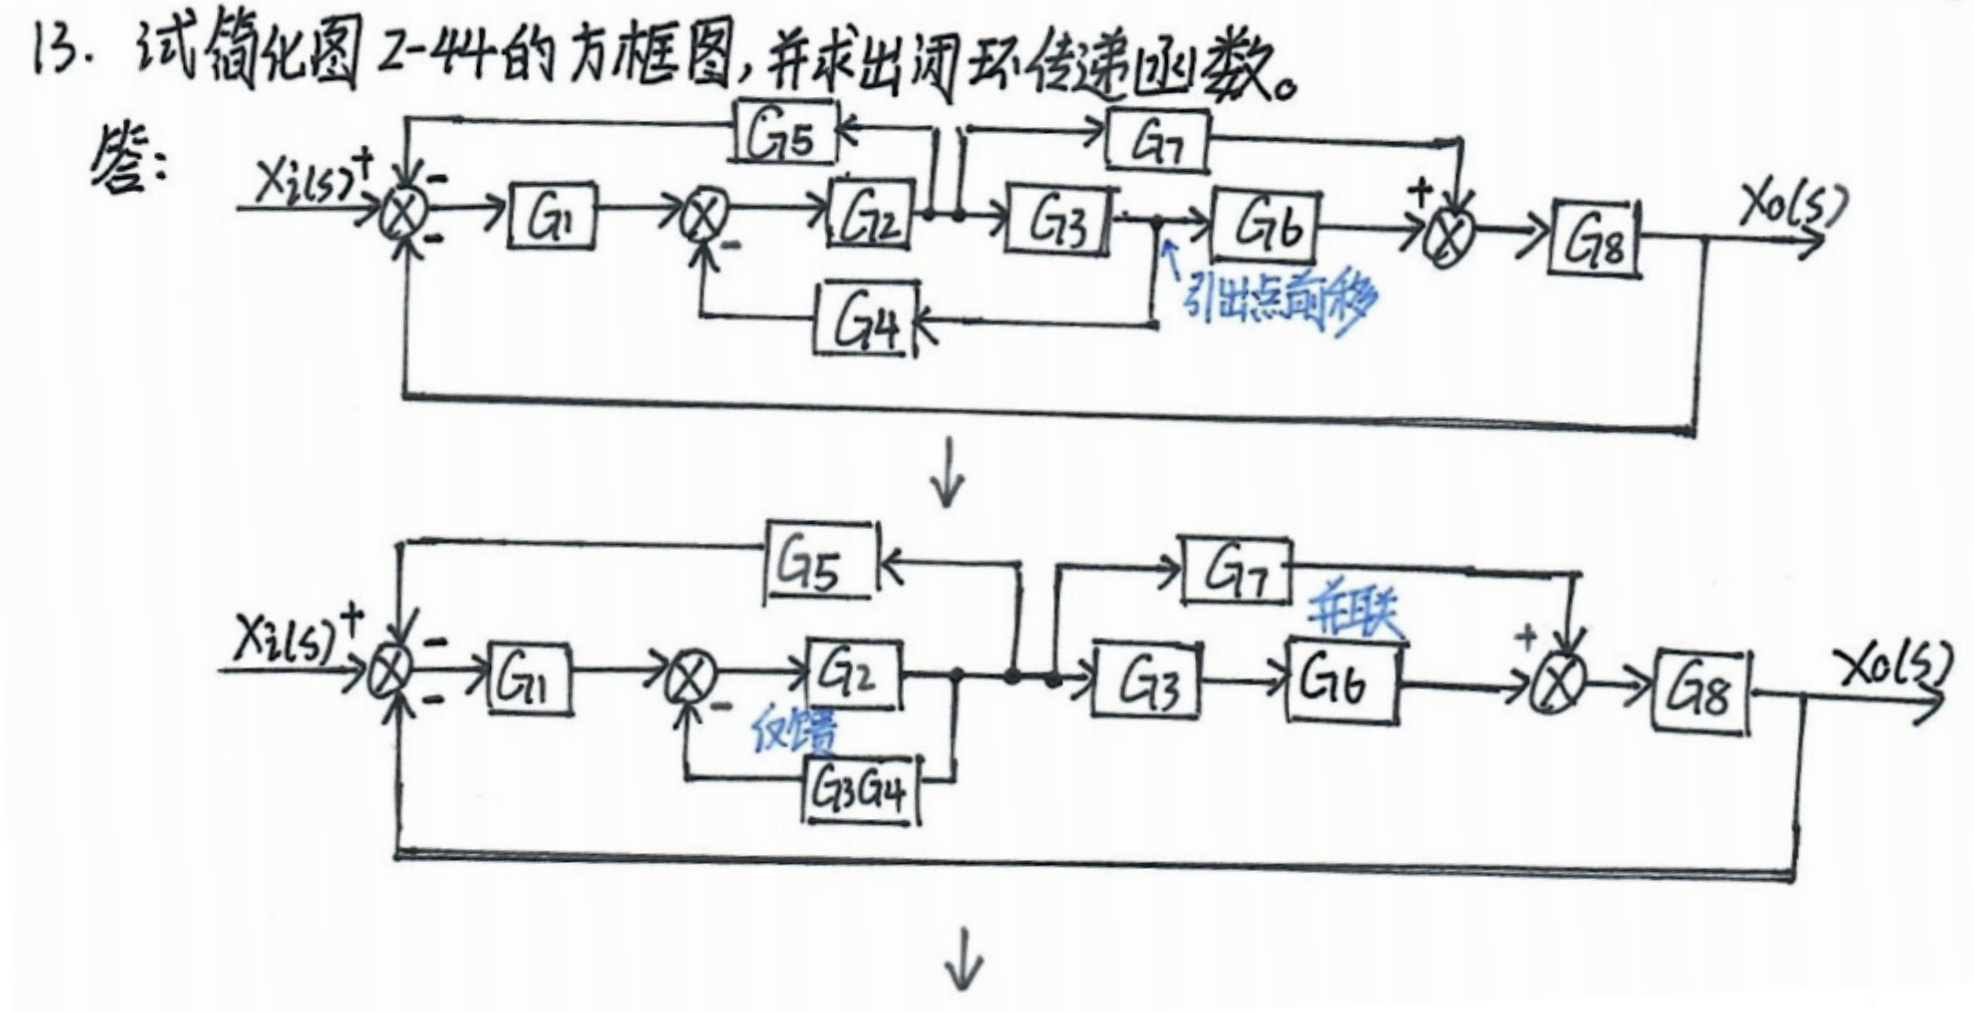 13. 试简化图2-44的方框图,并求出闭环传递函数。
答:
G5
G7
Xi(s)
+
-
G1
G2
G3
G6
+
G8
Xo(s)
-
-
引出点前移
G4
G5
G7
并联
Xi(s)
+
-
G1
G2
G3
G6
+
G8
Xo(s)
-
-
反馈
G3G4